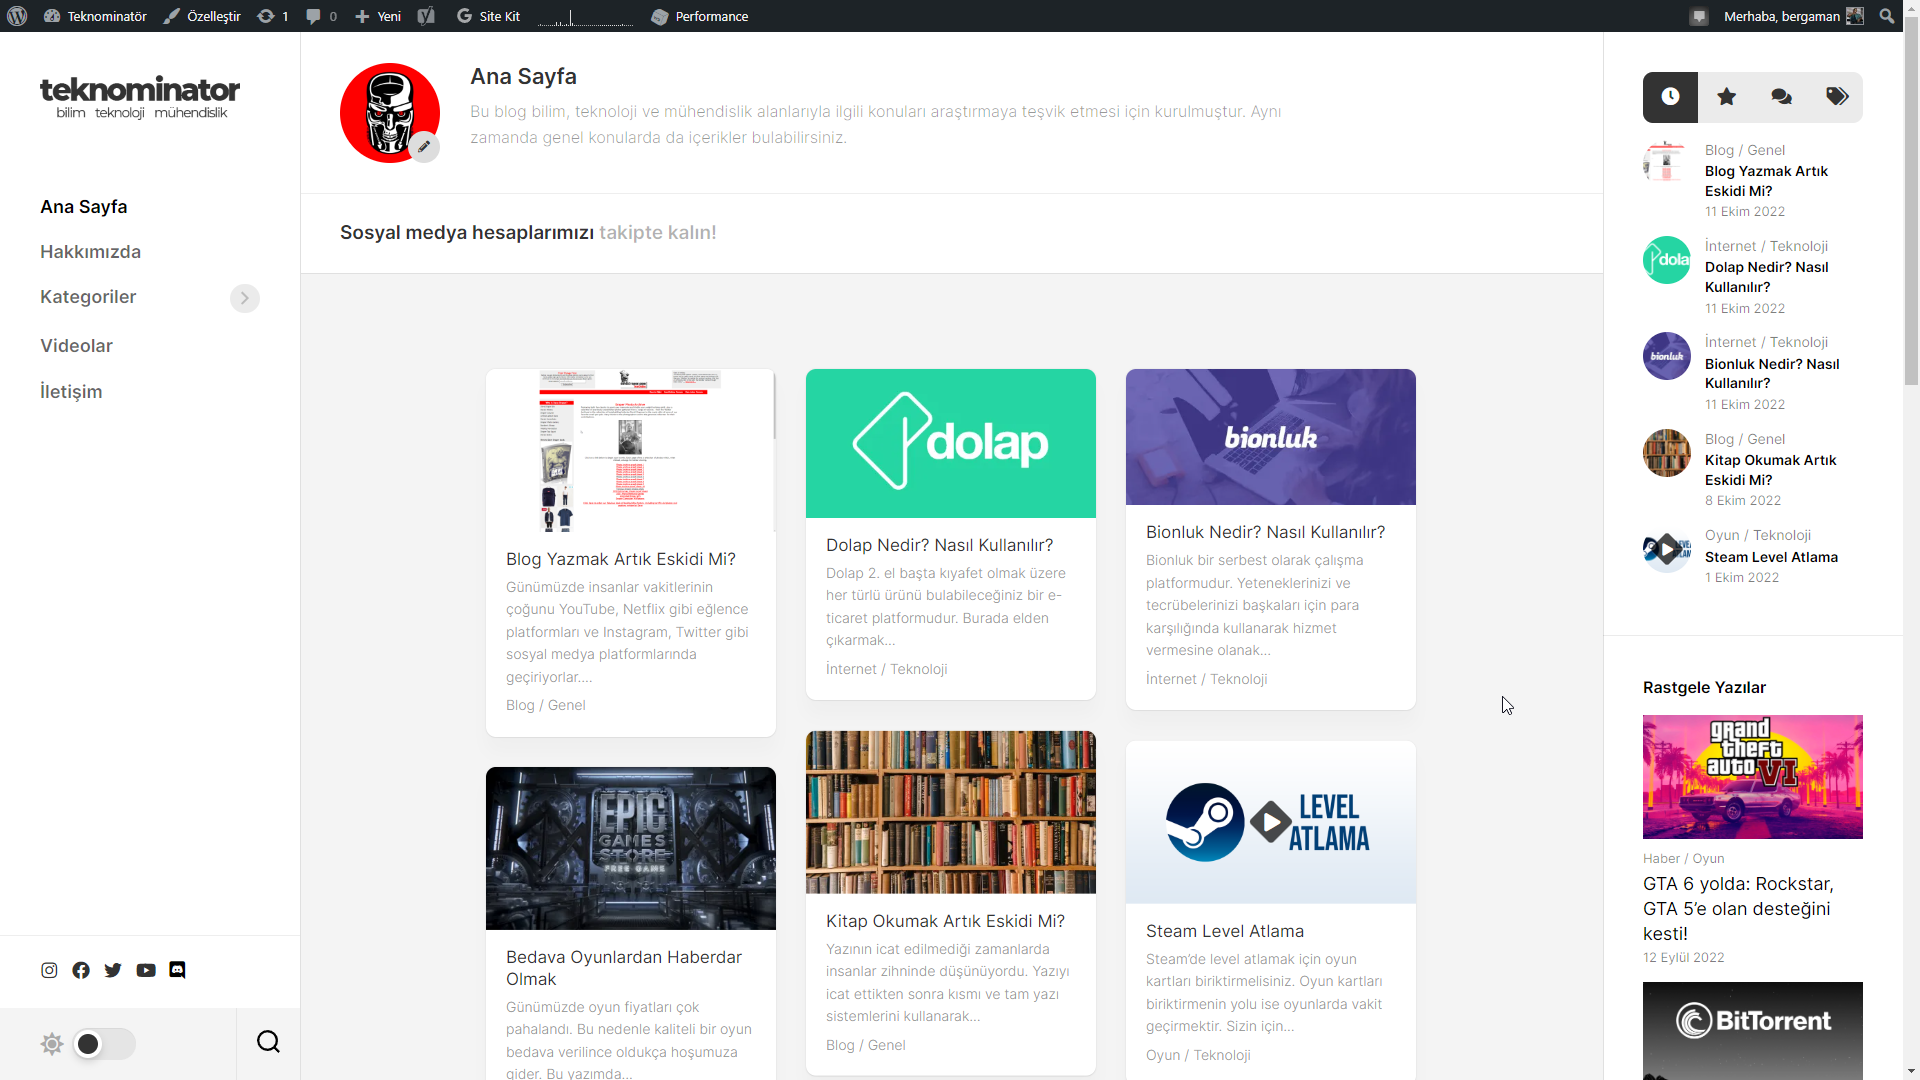 Teknominatör
Özelleştir
1
0
Yeni
Site Kit
Performance
Merhaba, bergaman
teknominator
bilim teknoloji mühendislik
Ana Sayfa
Hakkımızda
Kategoriler
Videolar
İletişim
Ana Sayfa
Bu blog bilim, teknoloji ve mühendislik alanlarıyla ilgili konuları araştırmaya teşvik etmesi için kurulmuştur. Aynı
zamanda genel konularda da içerikler bulabilirsiniz.
Sosyal medya hesaplarımızı takipte kalın!
Blog Yazmak Artık Eskidi Mi?
Günümüzde insanlar vakitlerinin
çoğunu YouTube, Netflix gibi eğlence
platformları ve Instagram, Twitter gibi
sosyal medya platformlarında
geçiriyorlar....
Blog / Genel
EPIC
GAMES
STORE
FREE GAME
Bedava Oyunlardan Haberdar
Olmak
Günümüzde oyun fiyatları çok
pahalandı. Bu nedenle kaliteli bir oyun
bedava verilince oldukça hoşumuza
gider. Bu yazımda...
dolap
Dolap Nedir? Nasıl Kullanılır?
Dolap 2. el başta kıyafet olmak üzere
her türlü ürünü bulabileceğiniz bir e-
ticaret platformudur. Burada elden
çıkarmak...
İnternet / Teknoloji
Kitap Okumak Artık Eskidi Mi?
Yazının icat edilmediği zamanlarda
insanlar zihninde düşünüyordu. Yazıyı
icat ettikten sonra kısmı ve tam yazı
sistemlerini kullanarak...
Blog / Genel
bionluk
Bionluk Nedir? Nasıl Kullanılır?
Bionluk bir serbest olarak çalışma
platformudur. Yeteneklerinizi ve
tecrübelerinizi başkaları için para
karşılığında kullanarak hizmet
vermesine olanak...
İnternet / Teknoloji
LEVEL
ATLAMA
Steam Level Atlama
Steam’de level atlamak için oyun
kartları biriktirmelisiniz. Oyun kartları
biriktirmenin yolu ise oyunlarda vakit
geçirmektir. Sizin için...
Oyun / Teknoloji
Blog / Genel
Blog Yazmak Artık
Eskidi Mi?
11 Ekim 2022
dola
İnternet / Teknoloji
Dolap Nedir? Nasıl
Kullanılır?
11 Ekim 2022
bionluk
İnternet / Teknoloji
Bionluk Nedir? Nasıl
Kullanılır?
11 Ekim 2022
Blog / Genel
Kitap Okumak Artık
Eskidi Mi?
8 Ekim 2022
Oyun / Teknoloji
Steam Level Atlama
1 Ekim 2022
Rastgele Yazılar
grand
theft
auto VI
Haber / Oyun
GTA 6 yolda: Rockstar,
GTA 5’e olan desteğini
kesti!
12 Eylül 2022
BitTorrent